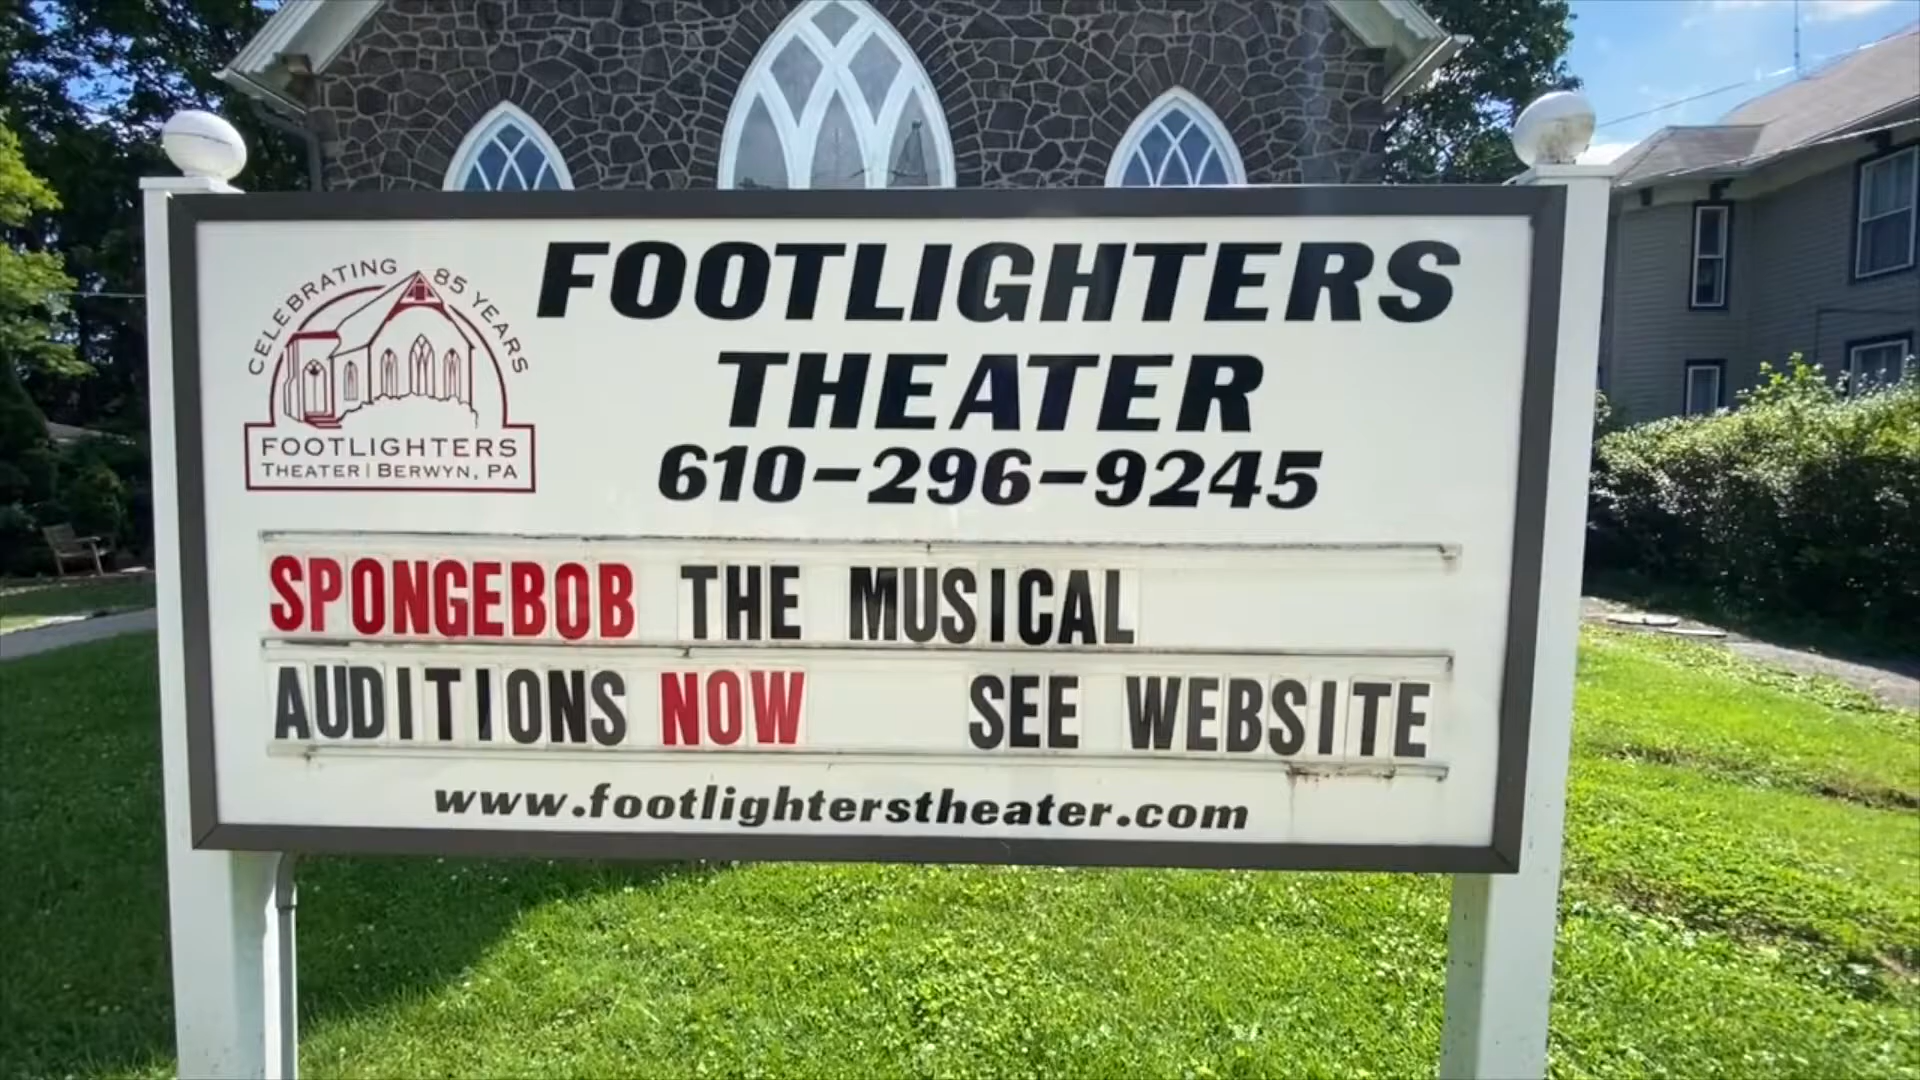 CELEBRATING 85 YEARS
FOOTLIGHTERS
THEATER | BERWYN, PA
FOOTLIGHTERS
THEATER
610-296-9245
SPONGEBOB THE MUSICAL
AUDITIONS NOW SEE WEBSITE
www.footlighterstheater.com